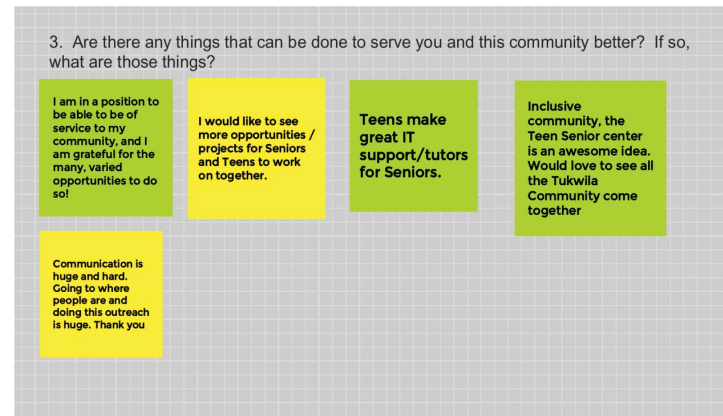 3. Are there any things that can be done to serve you and this community better? If so,
what are those things?
I am in a position to
be able to be of
service to my
community, and I
am grateful for the
many, varied
opportunities to do
so!
I would like to see
more opportunities /
projects for Seniors
and Teens to work
on together.
Teens make
great IT
support/tutors
for Seniors.
Inclusive
community, the
Teen Senior center
is an awesome idea.
Would love to see all
the Tukwila
Community come
together
Communication is
huge and hard.
Going to where
people are and
doing this outreach
is huge. Thank you